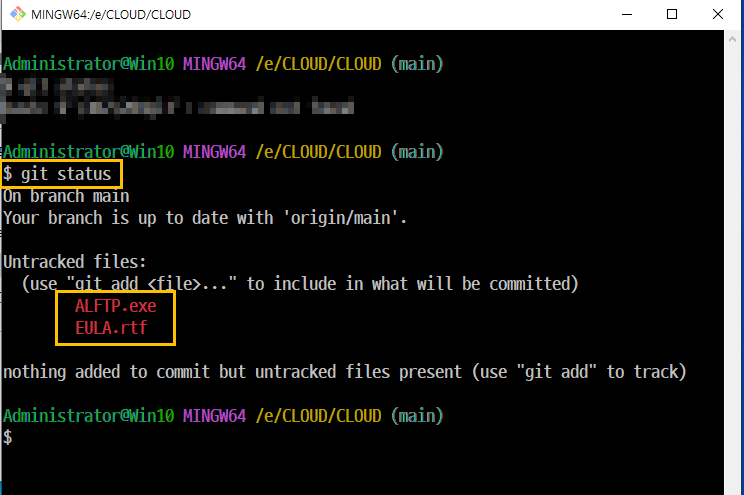 MINGW64:/e/CLOUD/CLOUD
Administrator@Win10 MINGW64 /e/CLOUD/CLOUD (main)
Administrator@Win10 MINGW64 /e/CLOUD/CLOUD (main)
$ git status
On branch main
Your branch is up to date with 'origin/main'.
Untracked files:
(use "git add <file>..." to include in what will be committed)
ALFTP.exe
EULA.rtf
nothing added to commit but untracked files present (use "git add" to track)
Administrator@Win10 MINGW64 /e/CLOUD/CLOUD (main)
$